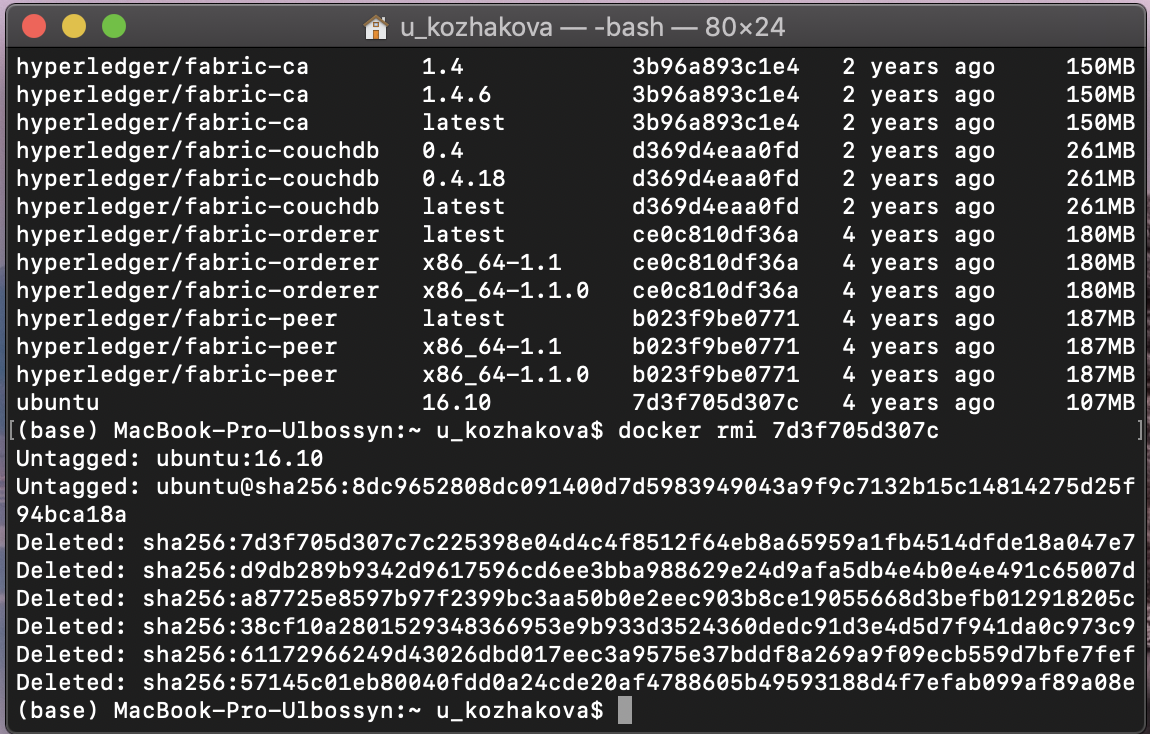 u_kozhakova — -bash — 80×24
hyperledger/fabric-ca 1.4 3b96a893c1e4 2 years ago 150MB
hyperledger/fabric-ca 1.4.6 3b96a893c1e4 2 years ago 150MB
hyperledger/fabric-ca latest 3b96a893c1e4 2 years ago 150MB
hyperledger/fabric-couchdb 0.4 d369d4eaa0fd 2 years ago 261MB
hyperledger/fabric-couchdb 0.4.18 d369d4eaa0fd 2 years ago 261MB
hyperledger/fabric-couchdb latest d369d4eaa0fd 2 years ago 261MB
hyperledger/fabric-orderer latest ce0c810df36a 4 years ago 180MB
hyperledger/fabric-orderer x86_64-1.1 ce0c810df36a 4 years ago 180MB
hyperledger/fabric-orderer x86_64-1.1.0 ce0c810df36a 4 years ago 180MB
hyperledger/fabric-peer latest b023f9be0771 4 years ago 187MB
hyperledger/fabric-peer x86_64-1.1 b023f9be0771 4 years ago 187MB
hyperledger/fabric-peer x86_64-1.1.0 b023f9be0771 4 years ago 187MB
ubuntu 16.10 7d3f705d307c 4 years ago 107MB
[(base) MacBook-Pro-Ulbossyn:~ u_kozhakova$ docker rmi 7d3f705d307c ]
Untagged: ubuntu:16.10
Untagged: ubuntu@sha256:8dc9652808dc091400d7d5983949043a9f9c7132b15c14814275d25f
94bca18a
Deleted: sha256:7d3f705d307c7c225398e04d4c4f8512f64eb8a65959a1fb4514dfde18a047e7
Deleted: sha256:d9db289b9342d9617596cd6ee3bba988629e24d9afa5db4e4b0e4e491c65007d
Deleted: sha256:a87725e8597b97f2399bc3aa50b0e2eec903b8ce19055668d3befb012918205c
Deleted: sha256:38cf10a2801529348366953e9b933d3524360dedc91d3e4d5d7f941da0c973c9
Deleted: sha256:61172966249d43026dbd017eec3a9575e37bddf8a269a9f09ecb559d7bfe7fef
Deleted: sha256:57145c01eb80040fdd0a24cde20af4788605b49593188d4f7efab099af89a08e
(base) MacBook-Pro-Ulbossyn:~ u_kozhakova$